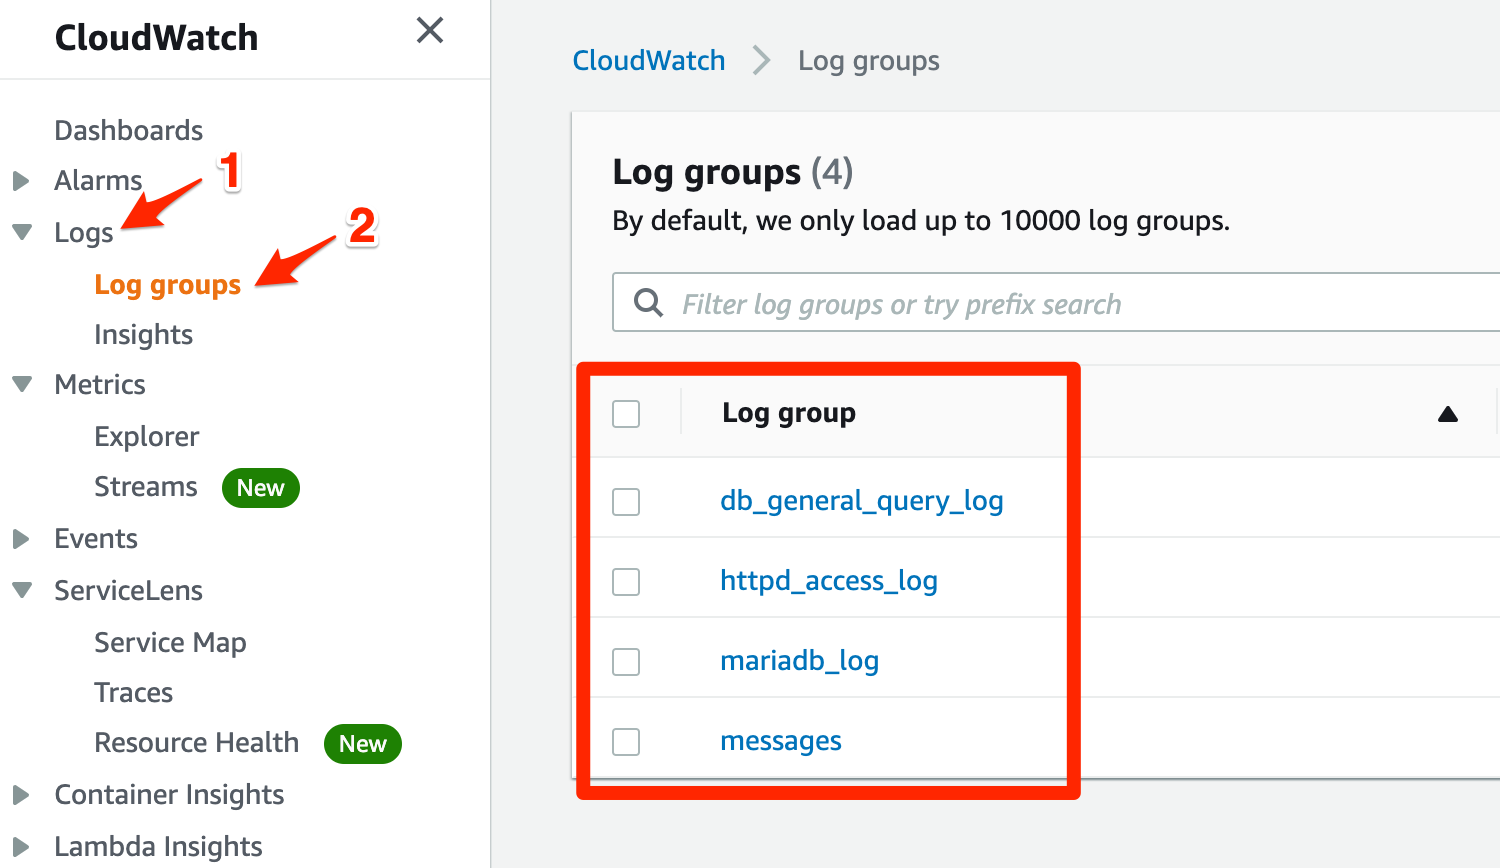 CloudWatch
Dashboards
Alarms
1
Logs
2
Log groups
Insights
Metrics
Explorer
Streams New
Events
ServiceLens
Service Map
Traces
Resource Health New
Container Insights
Lambda Insights
CloudWatch > Log groups
Log groups (4)
By default, we only load up to 10000 log groups.
Filter log groups or try prefix search
Log group
db_general_query_log
httpd_access_log
mariadb_log
messages